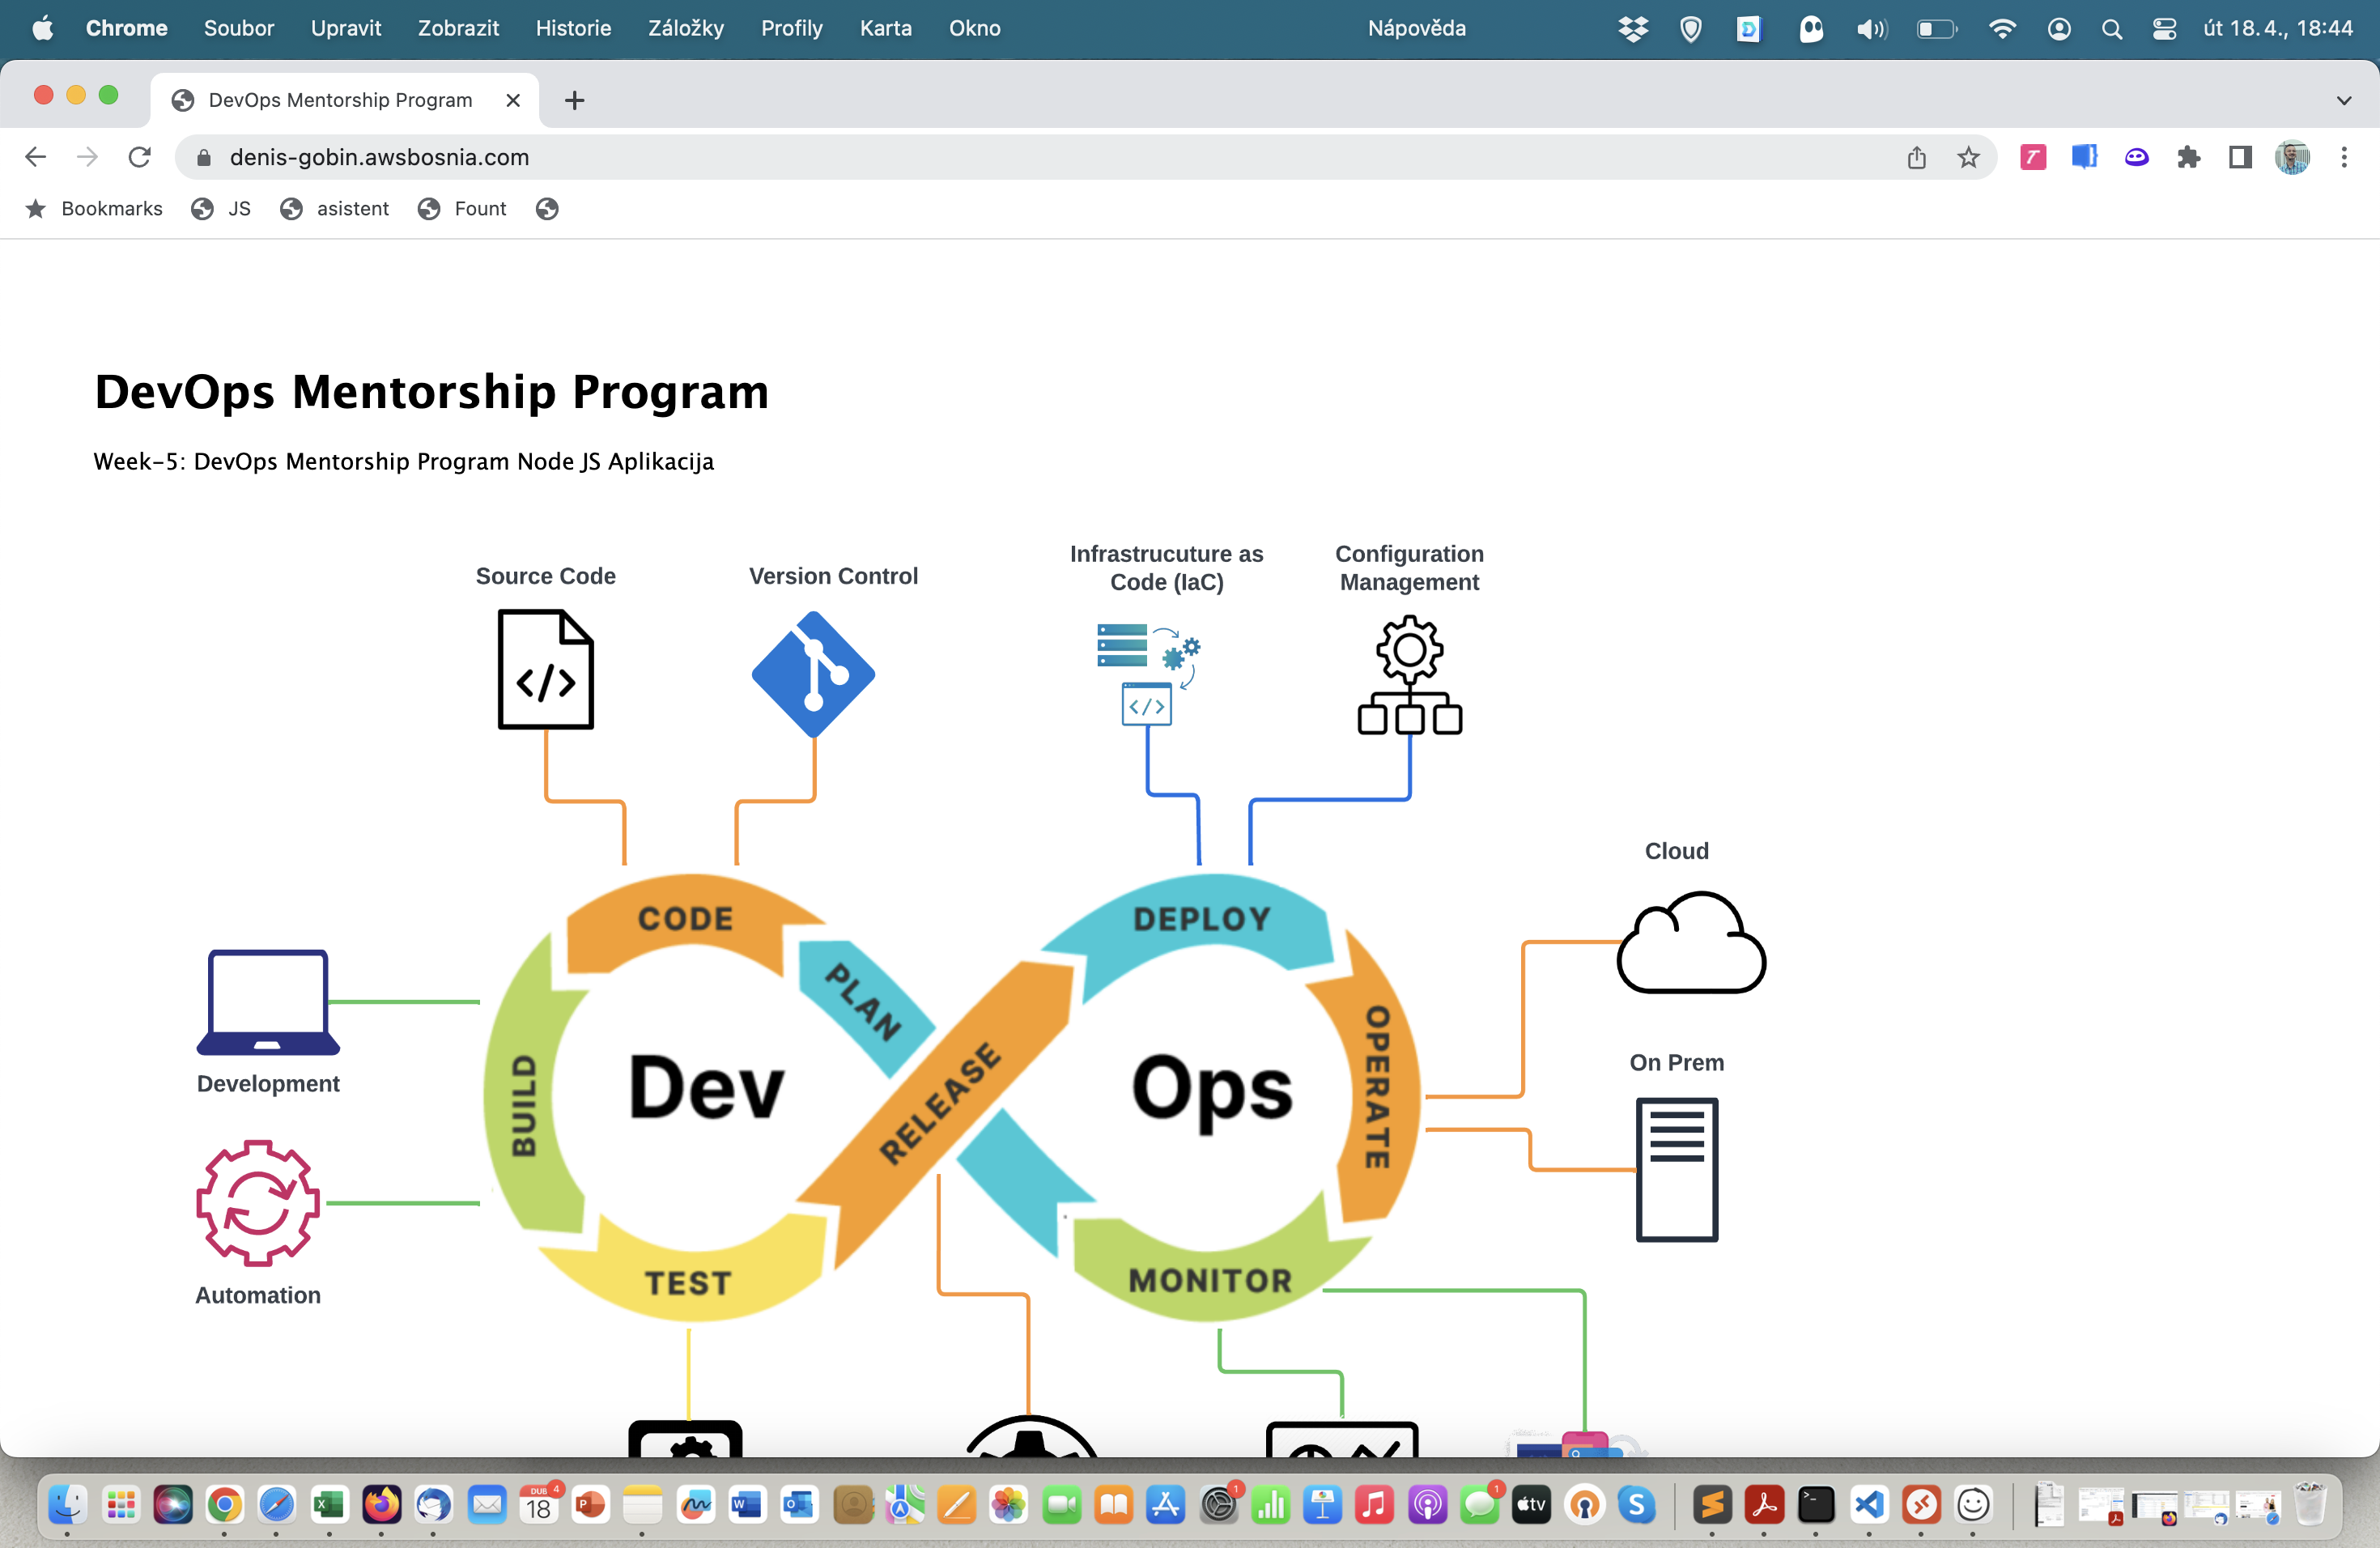 Chrome Soubor Upravit Zobrazit Historie Záložky Profily Karta Okno Nápověda út 18.4., 18:44
DevOps Mentorship Program
denis-gobin.awsbosnia.com
Bookmarks JS asistent Fount
DevOps Mentorship Program
Week-5: DevOps Mentorship Program Node JS Aplikacija
Source Code
Version Control
Infrastrucuture as
Code (IaC)
Configuration
Management
</>
</>
Cloud
CODE
PLAN
DEPLOY
Development
BUILD
Dev
RELEASE
Ops
OPERATE
On Prem
Automation
TEST
MONITOR
DUB
4
18
1
1
tv